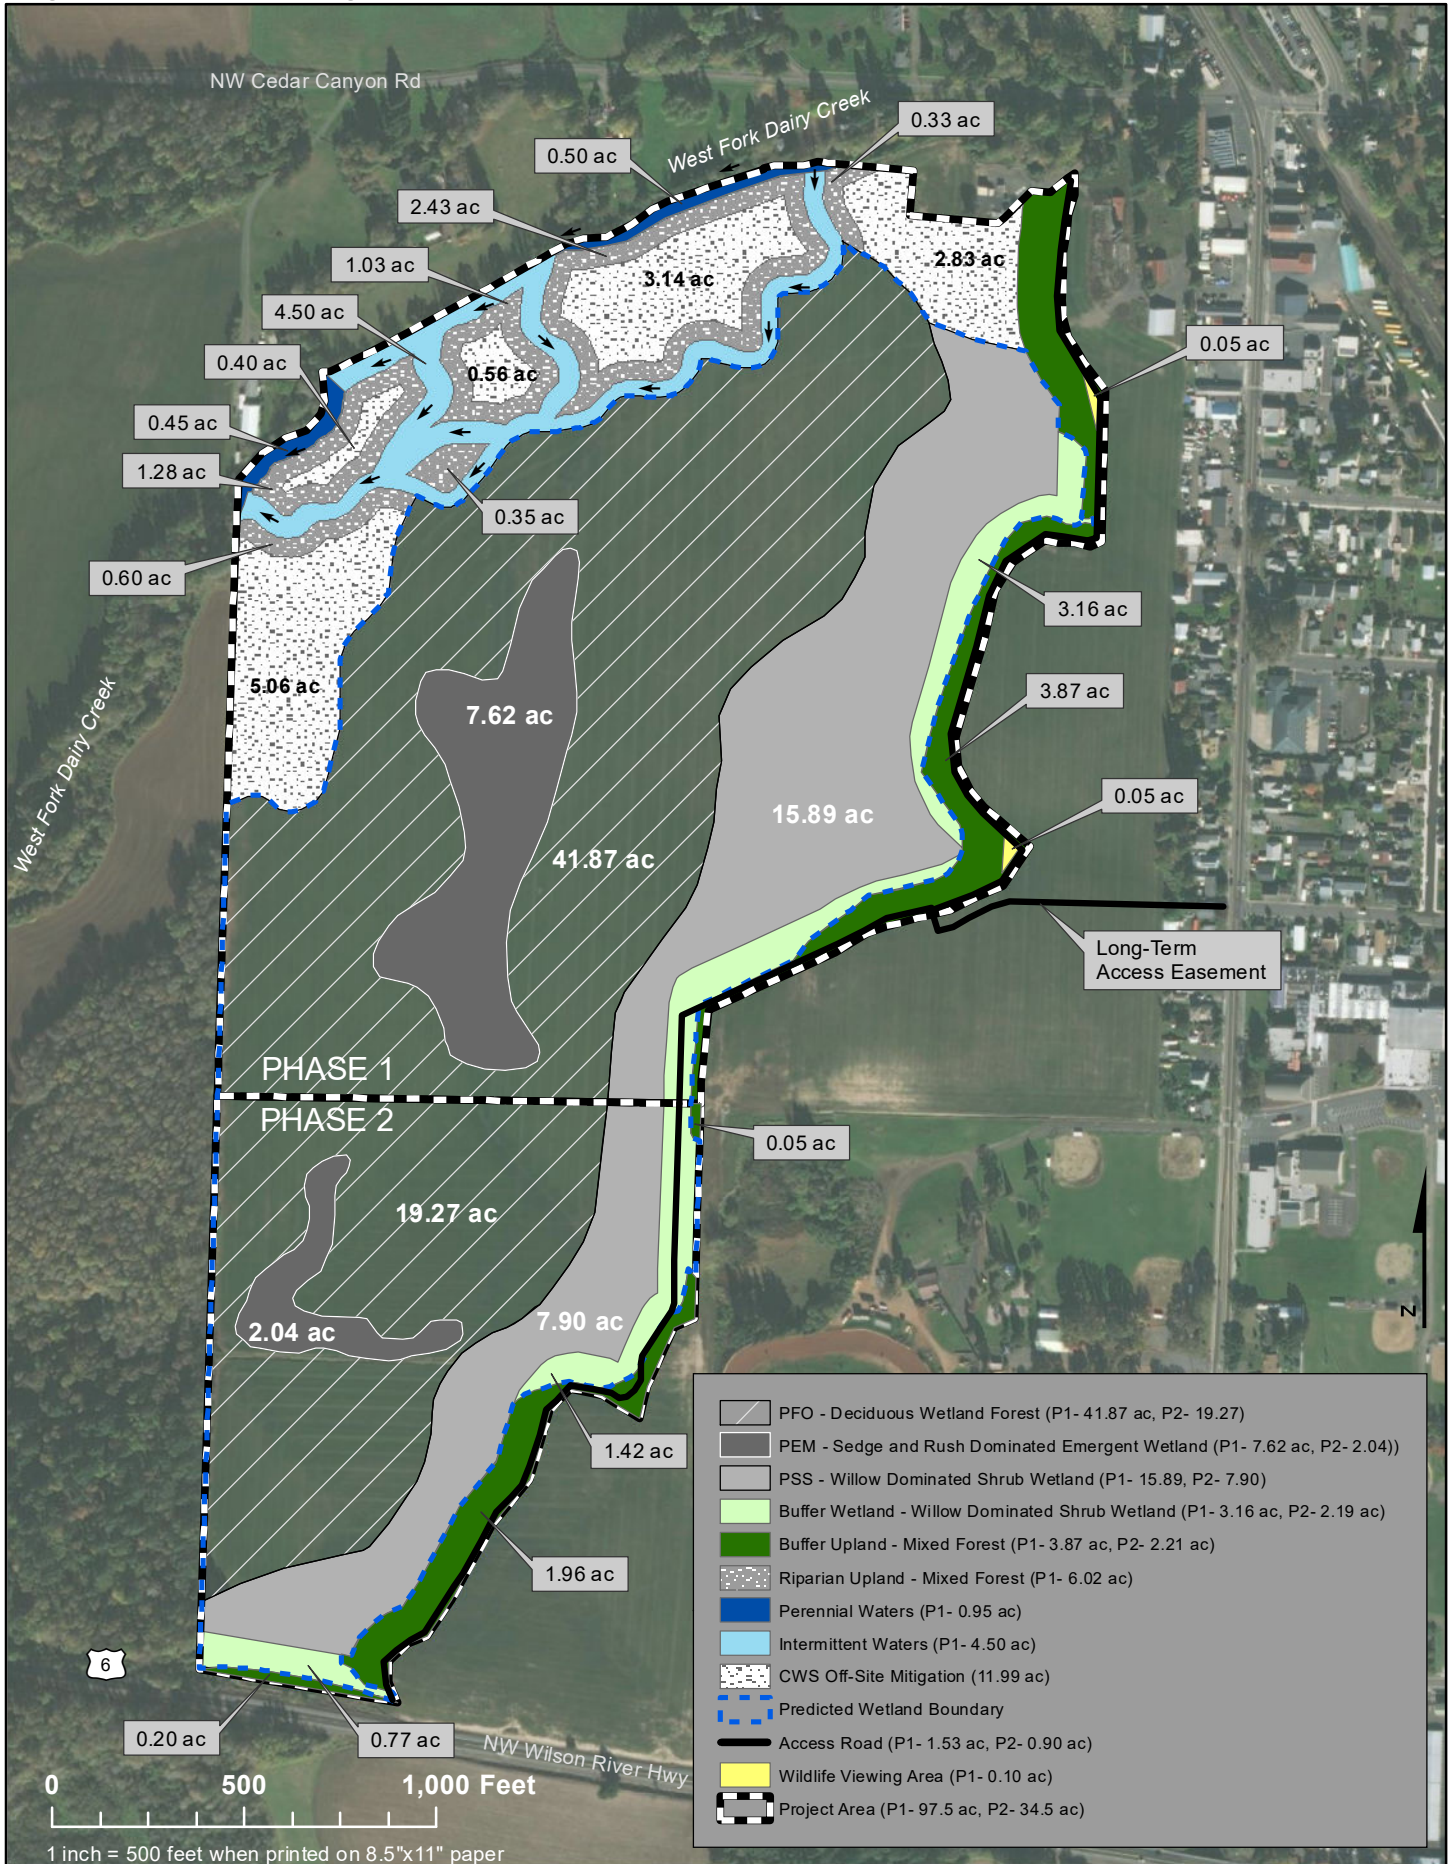 NW Cedar Canyon Rd
West Fork Dairy Creek
0.33 ac
0.50 ac
2.43 ac
1.03 ac
4.50 ac
0.40 ac
0.45 ac
1.28 ac
0.60 ac
0.35 ac
3.14 ac
2.83 ac
0.56 ac
5.06 ac
0.05 ac
3.16 ac
3.87 ac
0.05 ac
7.62 ac
15.89 ac
41.87 ac
West Fork Dairy Creek
Long-Term
Access Easement
PHASE 1
PHASE 2
0.05 ac
19.27 ac
2.04 ac
7.90 ac
1.42 ac
1.96 ac
6
0.20 ac
0.77 ac
NW Wilson River Hwy
N
PFO - Deciduous Wetland Forest (P1- 41.87 ac, P2- 19.27)
PEM - Sedge and Rush Dominated Emergent Wetland (P1- 7.62 ac, P2- 2.04))
PSS - Willow Dominated Shrub Wetland (P1- 15.89, P2- 7.90)
Buffer Wetland - Willow Dominated Shrub Wetland (P1- 3.16 ac, P2- 2.19 ac)
Buffer Upland - Mixed Forest (P1- 3.87 ac, P2- 2.21 ac)
Riparian Upland - Mixed Forest (P1- 6.02 ac)
Perennial Waters (P1- 0.95 ac)
Intermittent Waters (P1- 4.50 ac)
CWS Off-Site Mitigation (11.99 ac)
Predicted Wetland Boundary
Access Road (P1- 1.53 ac, P2- 0.90 ac)
Wildlife Viewing Area (P1- 0.10 ac)
Project Area (P1- 97.5 ac, P2- 34.5 ac)
0 500 1,000 Feet
1 inch = 500 feet when printed on 8.5"x11" paper